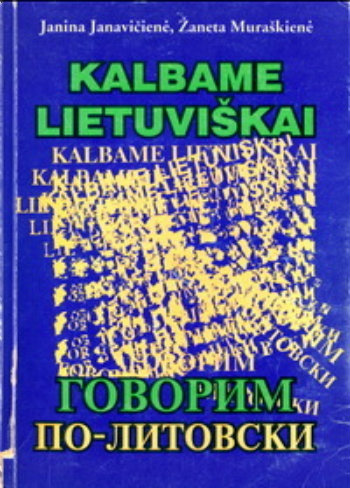 Janina Janavičienė, Žaneta Muraškienė
KALBAME
LIETUVIŠKAI
KALBAME LIETUVIŠKAI
ГОВОРИМ
ПО-ЛИТОВСКИ